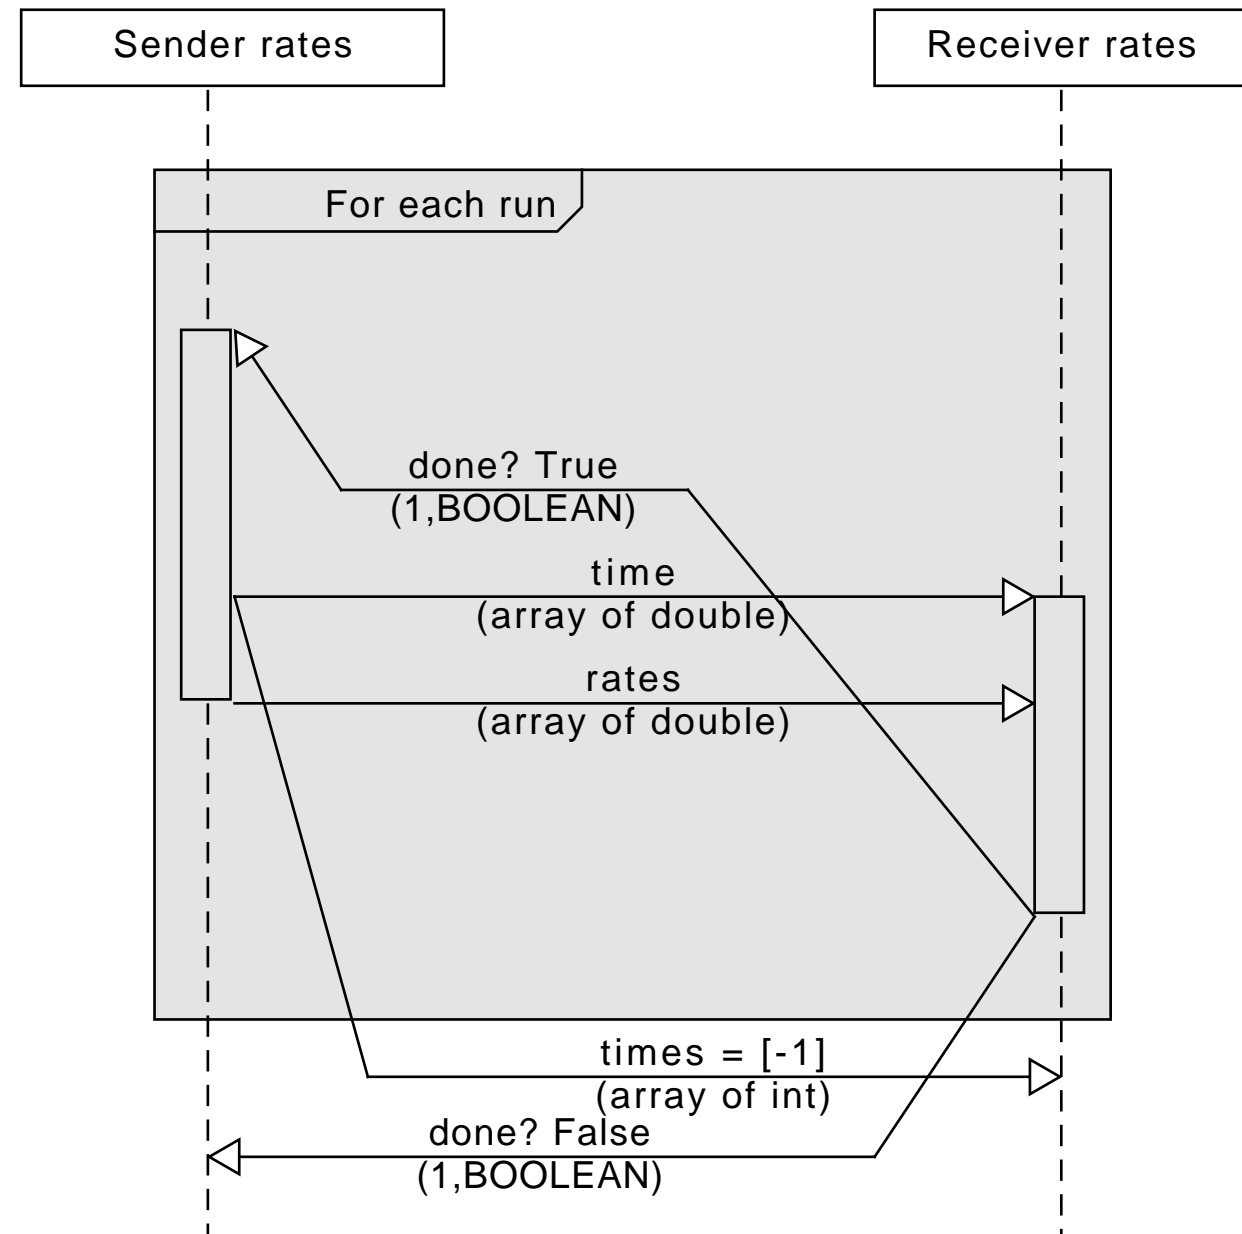 Sender rates
Receiver rates
For each run
done? True
(1,BOOLEAN)
time
(array of double)
rates
(array of double)
times = [-1]
(array of int)
done? False
(1,BOOLEAN)